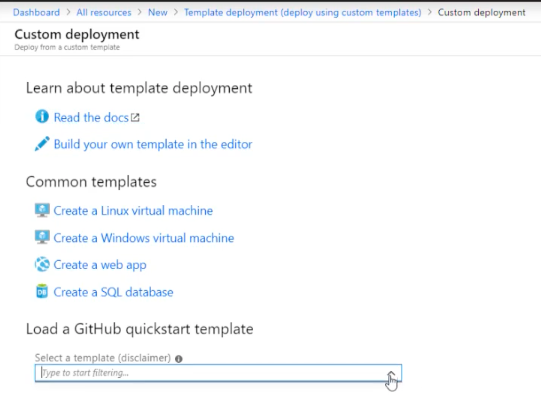 Dashboard > All resources > New > Template deployment (deploy using custom templates) > Custom deployment
Custom deployment
Deploy from a custom template
Learn about template deployment
Read the docs
Build your own template in the editor
Common templates
Create a Linux virtual machine
Create a Windows virtual machine
Create a web app
DB Create a SQL database
Load a GitHub quickstart template
Select a template (disclaimer)
Type to start filtering...